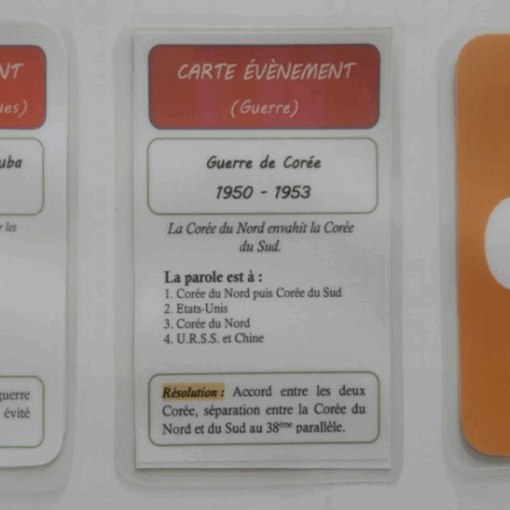 NT
ues)
uba
r les
guerre
évité
CARTE ÉVÈNEMENT
(Guerre)
Guerre de Corée
1950 - 1953
La Corée du Nord envahit la Corée
du Sud.
La parole est à :
1. Corée du Nord puis Corée du Sud
2. Etats-Unis
3. Corée du Nord
4. U.R.S.S. et Chine
Résolution : Accord entre les deux
Corée, séparation entre la Corée du
Nord et du Sud au 38ème parallèle.